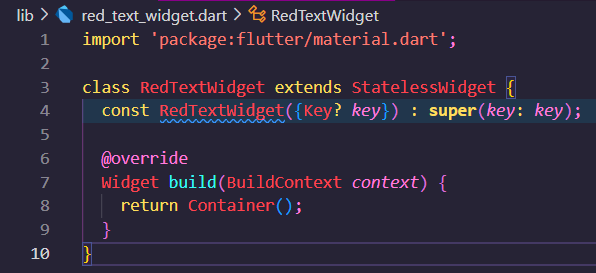 lib > red_text_widget.dart > RedTextWidget
1 import 'package:flutter/material.dart';
2
3 class RedTextWidget extends StatelessWidget {
4 const RedTextWidget({Key? key}) : super(key: key);
5
6 @override
7 Widget build(BuildContext context) {
8 return Container();
9 }
10 }